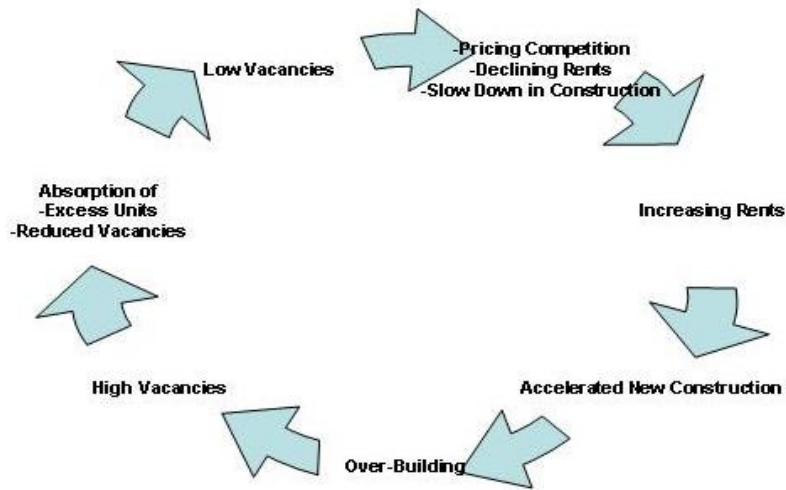 Low Vacancies
-Pricing Competition
-Declining Rents
-Slow Down in Construction
Increasing Rents
Accelerated New Construction
Over-Building
High Vacancies
Absorption of
-Excess Units
-Reduced Vacancies